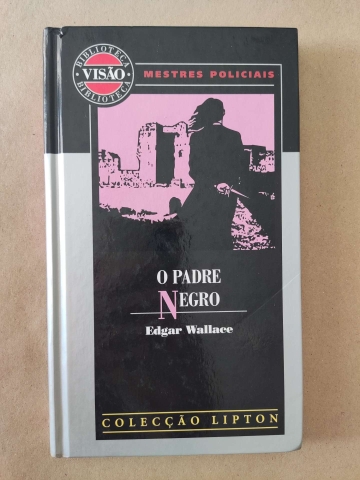 BIBLIOTECA
VISÃO
BIBLIOTECA
MESTRES POLICIAIS
O PADRE
NEGRO
Edgar Wallace
COLECÇÃO LIPTON